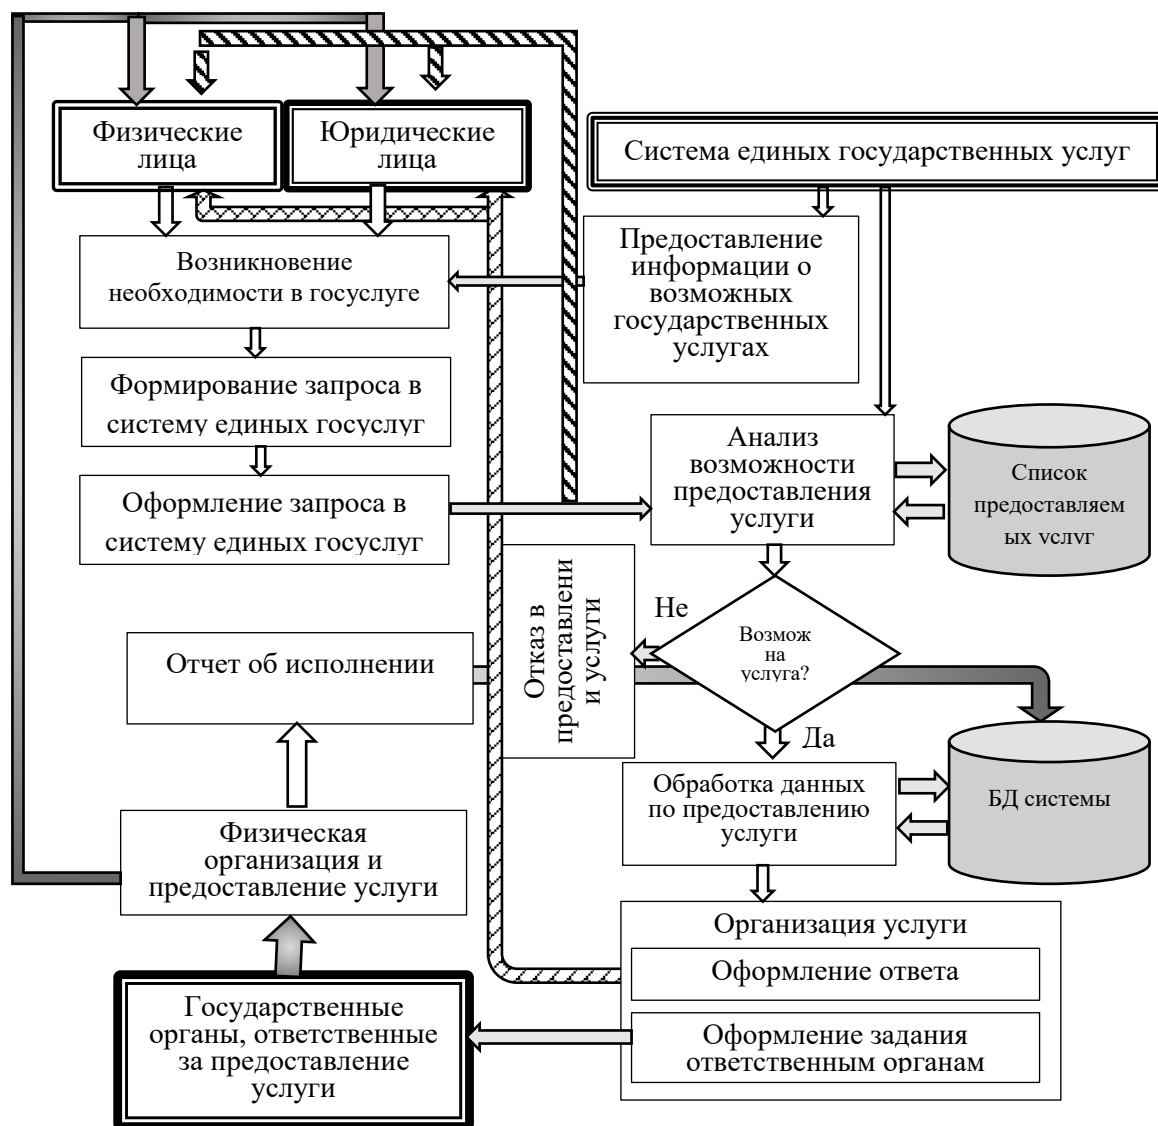 Физические
лица
Юридические
лица
Система единых государственных услуг
Возникновение
необходимости в госуслуге
Предоставление
информации о
возможных
государственных
услугах
Формирование запроса в
систему единых госуслуг
Оформление запроса в
систему единых госуслуг
Анализ
возможности
предоставления
услуги
Список
предоставляем
ых услуг
Отказ в
предоставлени
и услуги
Не
Возмож
на
услуга?
Да
Отчет об исполнении
Обработка данных
по предоставлению
услуги
БД системы
Физическая
организация и
предоставление услуги
Организация услуги
Оформление ответа
Оформление задания
ответственным органам
Государственные
органы, ответственные
за предоставление
услуги